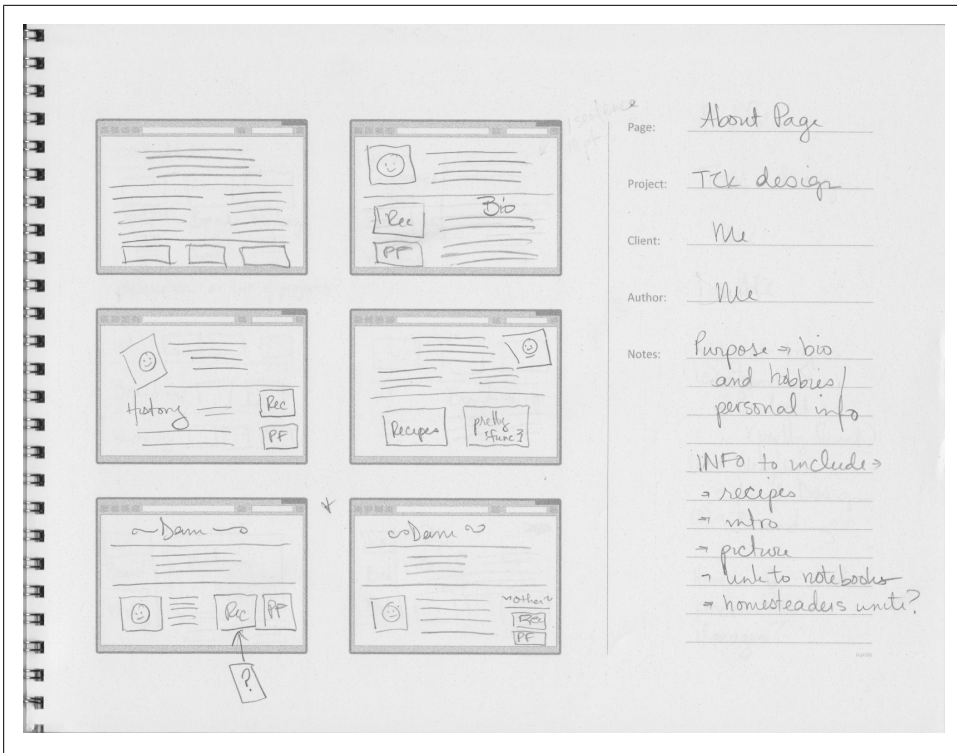 Bio
Rec
PF
History
Rec
PF
Recipes
pretty
Rec
PF
?
Other
Rec
PF
sentence
Page: About Page
Project: TCK design
Client: Me
Author: Me
Notes: Purpose → bio
and hobbies/
personal info
INFO to include →
→ recipes
→ intro
→ picture
→ link to notebooks
→ homesteaders unite?